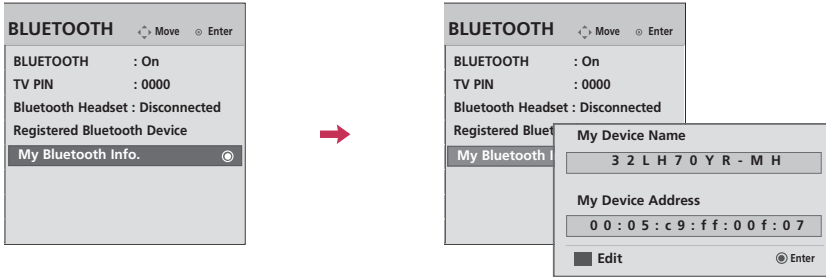 BLUETOOTH Move Enter
BLUETOOTH : On
TV PIN : 0000
Bluetooth Headset : Disconnected
Registered Bluetooth Device
My Bluetooth Info.
BLUETOOTH Move Enter
BLUETOOTH : On
TV PIN : 0000
Bluetooth Headset : Disconnected
Registered Bluet
My Bluetooth I
My Device Name
32LH70YR-MH
My Device Address
00:05:c9:ff:00f:07
Edit Enter